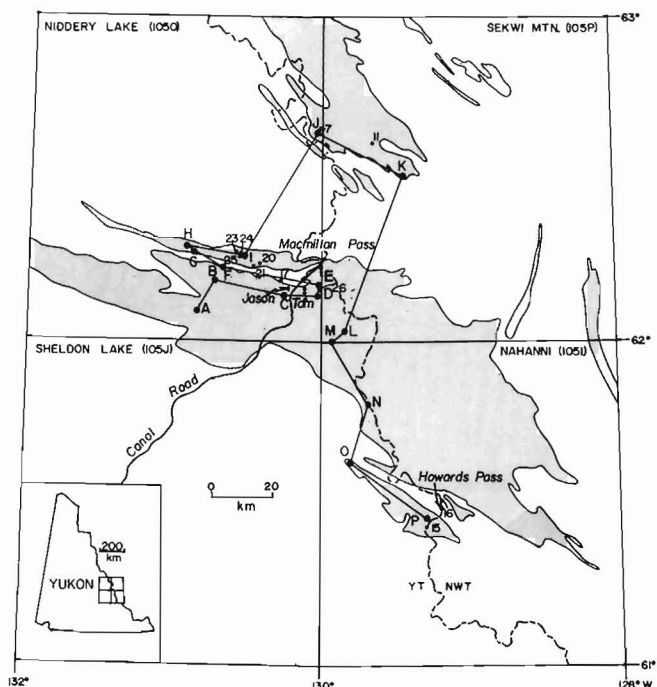 NIDDERY LAKE (105O)
SEKWI MTN. (105P)
63°
J
7
11
K
H
23
24
Macmillan Pass
G
I
25
20
F
21
B
E
26
Jason
Tom
C
D
A
M
L
62°
SHELDON LAKE (105J)
NAHANNI (105I)
Canol Road
N
O
Howards Pass
0
20
km
P
16
15
200
km
YUKON
YT
NWT
61°
132°
130°
128° W